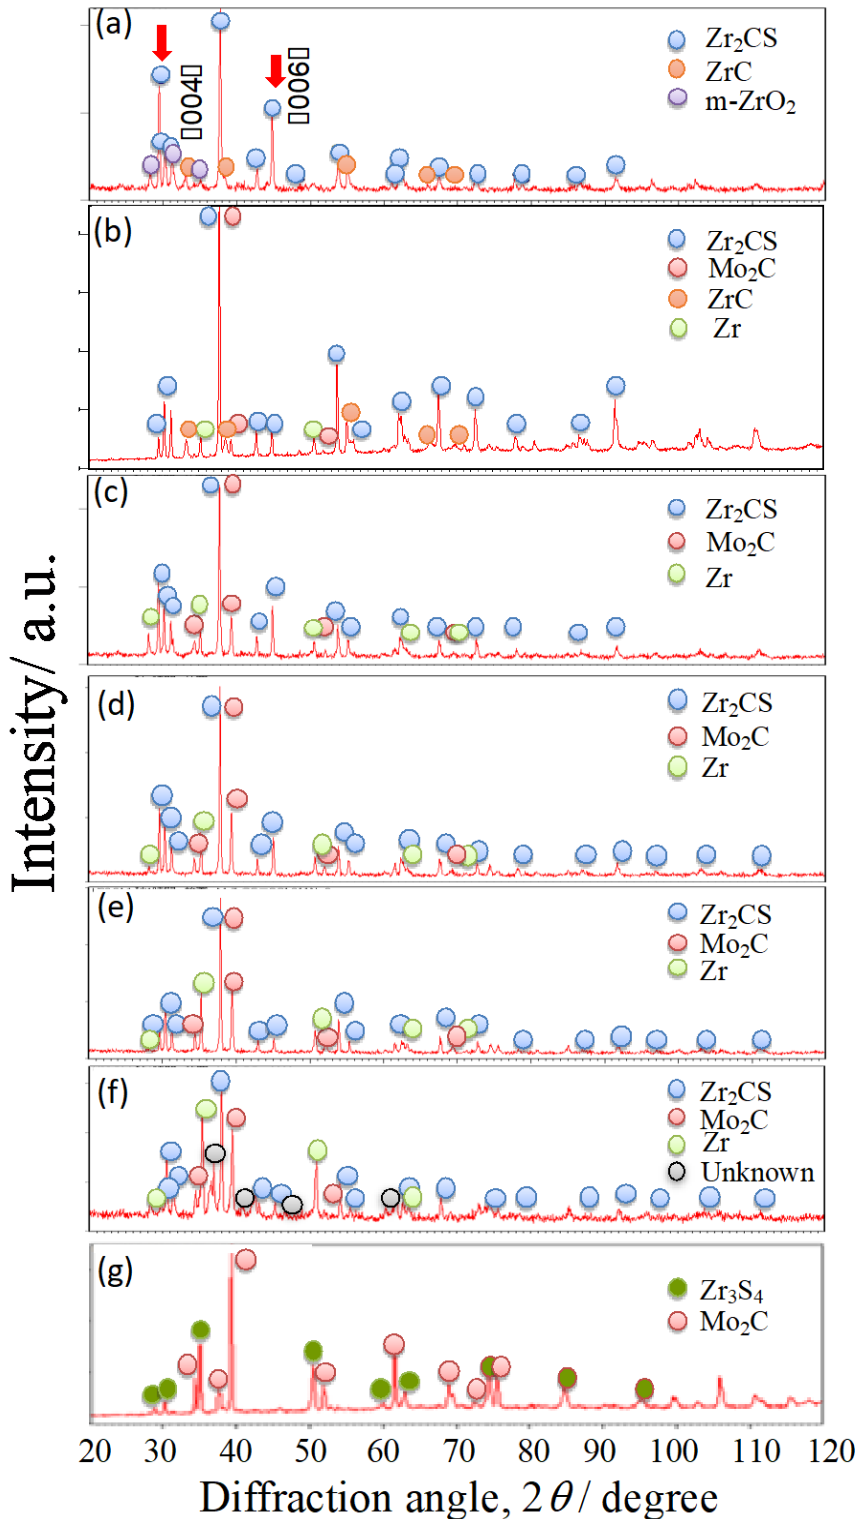 (a)
▯004▯
▯006▯
Zr₂CS
ZrC
m-ZrO₂
(b)
Zr₂CS
Mo₂C
ZrC
Zr
(c)
Zr₂CS
Mo₂C
Zr
(d)
Zr₂CS
Mo₂C
Zr
(e)
Zr₂CS
Mo₂C
Zr
(f)
Zr₂CS
Mo₂C
Zr
Unknown
(g)
Zr₃S₄
Mo₂C
Intensity/ a.u.
20 30 40 50 60 70 80 90 100 110 120
Diffraction angle, 2θ / degree